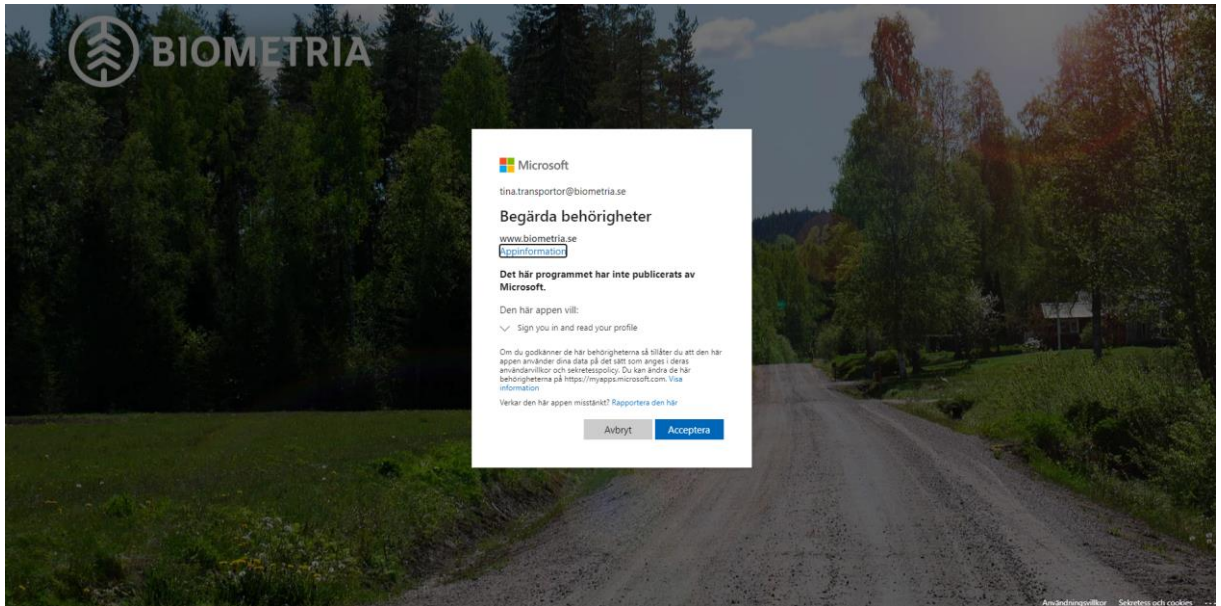 BIOMETRIA
Microsoft
tina.transportor@biometria.se
Begärda behörigheter
www.biometria.se
Appinformation
Det här programmet har inte publicerats av
Microsoft.
Den här appen vill:
Sign you in and read your profile
Om du godkänner de här behörigheterna så tillåter du att den här
appen använder dina data på det sätt som anges i deras
användarvillkor och sekretesspolicy. Du kan ändra de här
behörigheterna på https://myapps.microsoft.com. Visa
information
Verkar den här appen misstänkt? Rapportera den här
Avbryt Acceptera
Användningsvillkor Sekretess och cookies ...